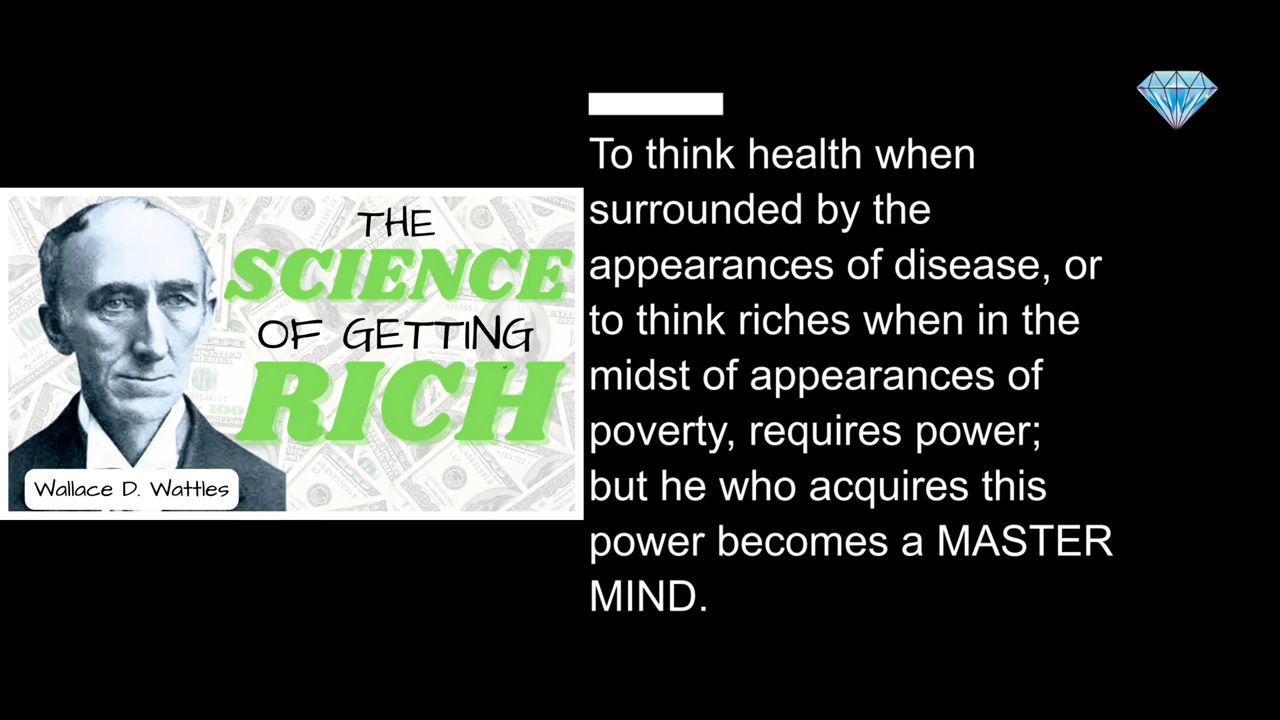 THE
SCIENCE
OF GETTING
RICH
Wallace D. Wattles
To think health when
surrounded by the
appearances of disease, or
to think riches when in the
midst of appearances of
poverty, requires power;
but he who acquires this
power becomes a MASTER
MIND.